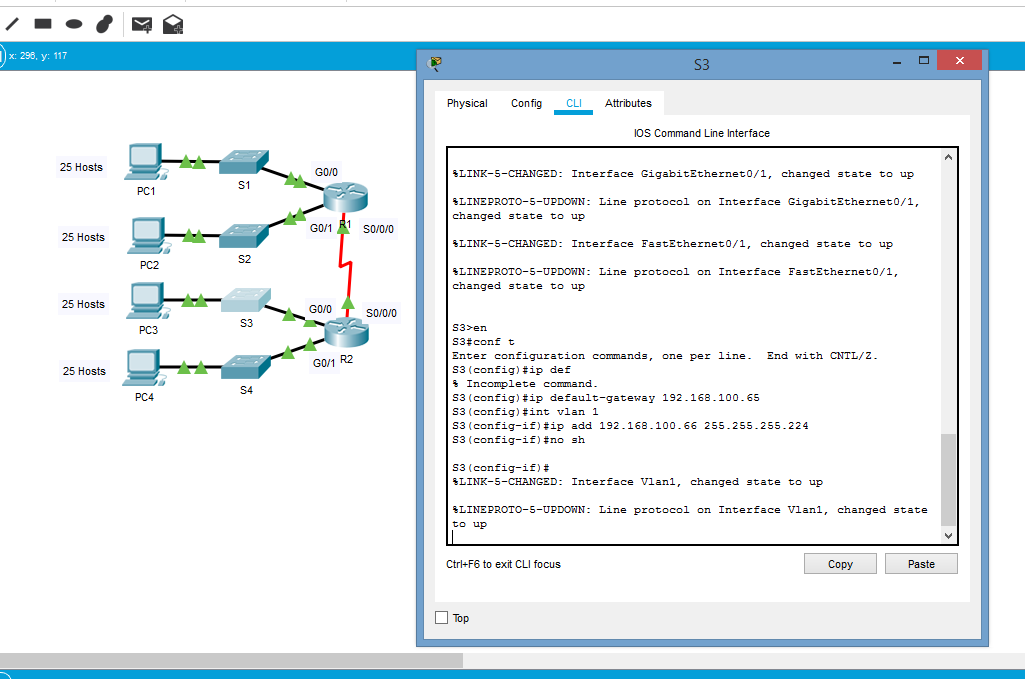 x: 296, y: 117
S3
Physical Config CLI Attributes
IOS Command Line Interface
%LINK-5-CHANGED: Interface GigabitEthernet0/1, changed state to up
%LINEPROTO-5-UPDOWN: Line protocol on Interface GigabitEthernet0/1,
changed state to up
%LINK-5-CHANGED: Interface FastEthernet0/1, changed state to up
%LINEPROTO-5-UPDOWN: Line protocol on Interface FastEthernet0/1,
changed state to up
S3>en
S3#conf t
Enter configuration commands, one per line.  End with CNTL/Z.
S3(config)#ip def
% Incomplete command.
S3(config)#ip default-gateway 192.168.100.65
S3(config)#int vlan 1
S3(config-if)#ip add 192.168.100.66 255.255.255.224
S3(config-if)#no sh
S3(config-if)#
%LINK-5-CHANGED: Interface Vlan1, changed state to up
%LINEPROTO-5-UPDOWN: Line protocol on Interface Vlan1, changed state
to up
Ctrl+F6 to exit CLI focus
Copy Paste
Top
25 Hosts
PC1
S1
G0/0
25 Hosts
PC2
S2
G0/1
R1
S0/0/0
25 Hosts
PC3
S3
G0/0
S0/0/0
25 Hosts
PC4
S4
G0/1
R2